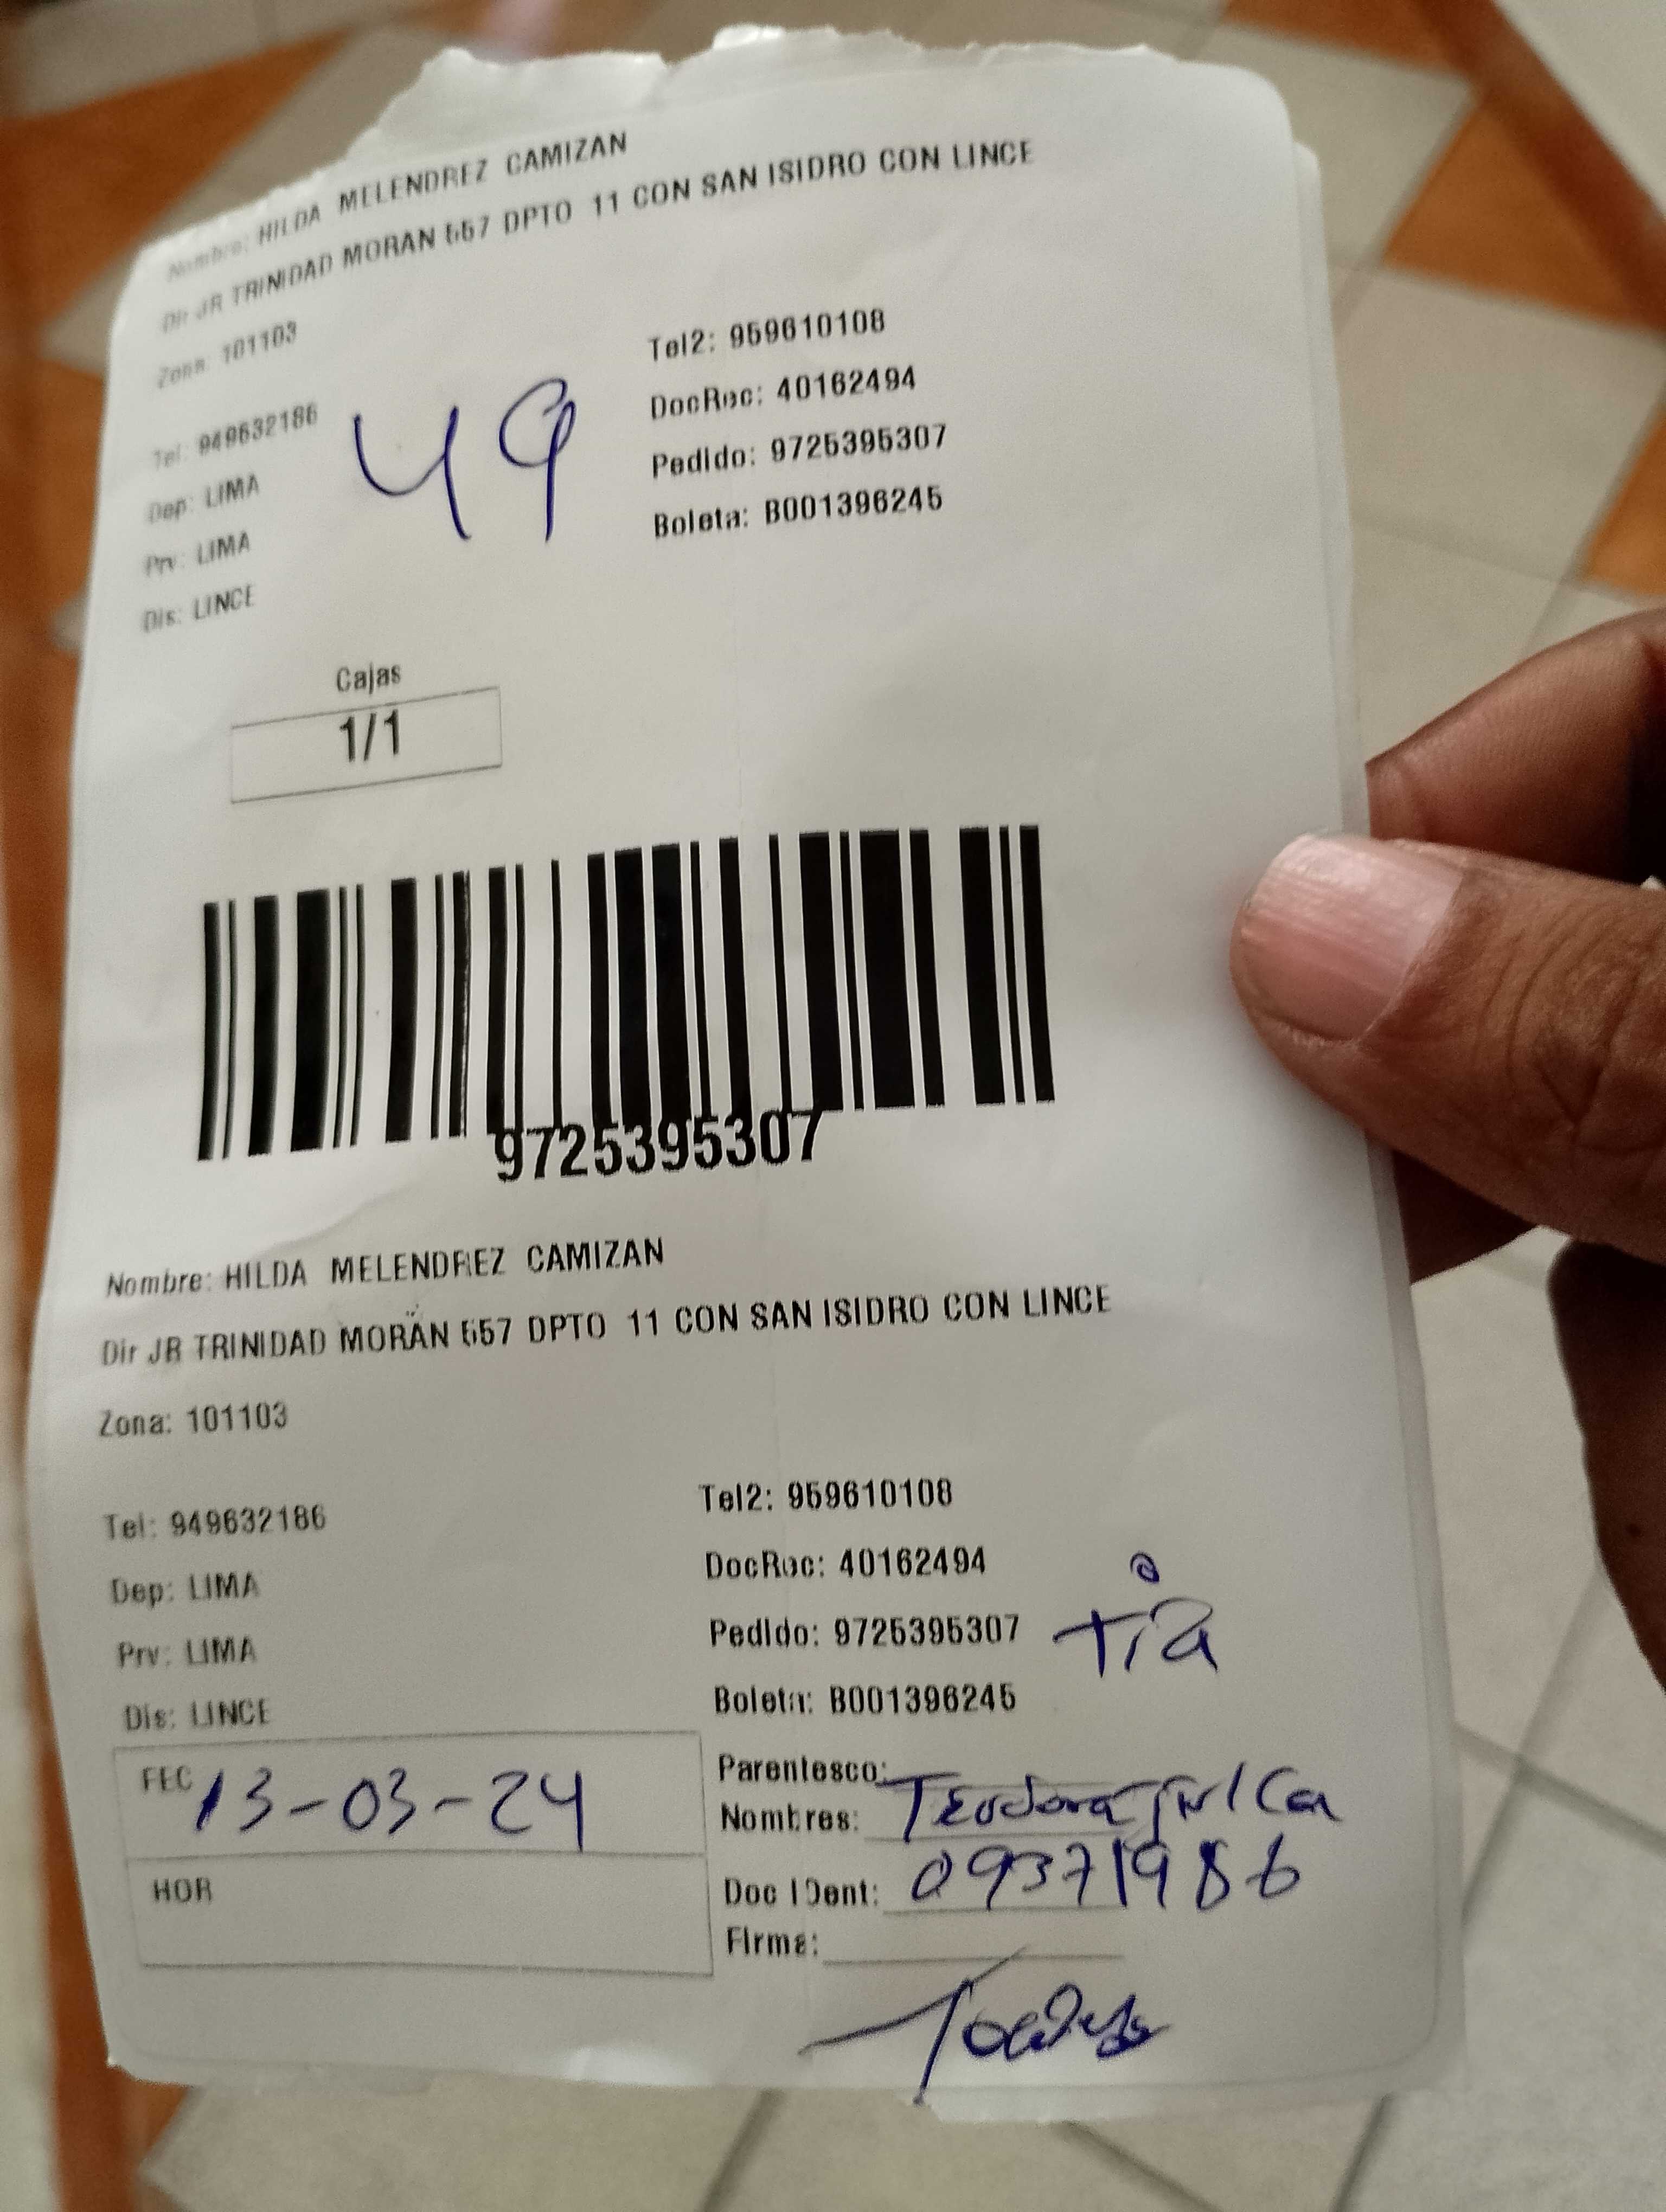 Nombre: HILDA MELENDREZ CAMIZAN
Dir JR TRINIDAD MORAN 557 DPTO 11 CON SAN ISIDRO CON LINCE
Zona: 101103
Tel: 949632186
Tel2: 959610108
49
DocRec: 40162494
Dep: LIMA
Pedido: 9725395307
Prv: LIMA
Boleta: B001396245
Dis: LINCE
Cajas
1/1
9725395307
Nombre: HILDA MELENDREZ CAMIZAN
Dir JR TRINIDAD MORAN 557 DPTO 11 CON SAN ISIDRO CON LINCE
Zona: 101103
Tel: 949632186
Tel2: 959610108
Dep: LIMA
DocRec: 40162494
Prv: LIMA
Pedido: 9725395307 tia
Dis: LINCE
Boleta: B001396245
FEC 13-03-24
Parentesco:
Nombres: Teodora
HOR
Doc IDent: 09371986
Firma: